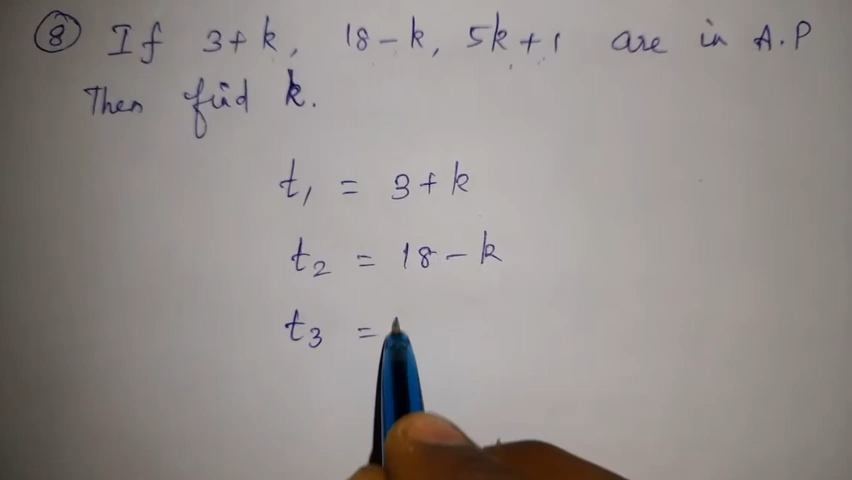 ⑧ If 3+k, 18-k, 5k+1 are in A.P
Then find k.
t₁ = 3+k
t₂ = 18-k
t₃ =